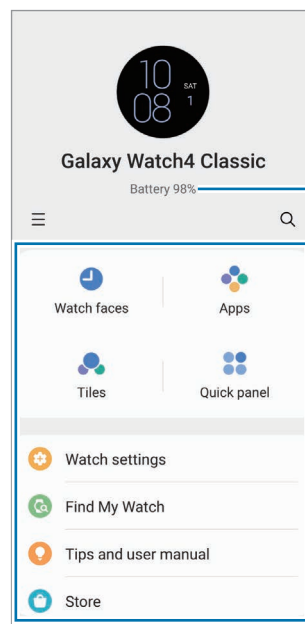 10
08
SAT
1
Galaxy Watch4 Classic
Battery 98%
Watch faces
Apps
Tiles
Quick panel
Watch settings
Find My Watch
Tips and user manual
Store